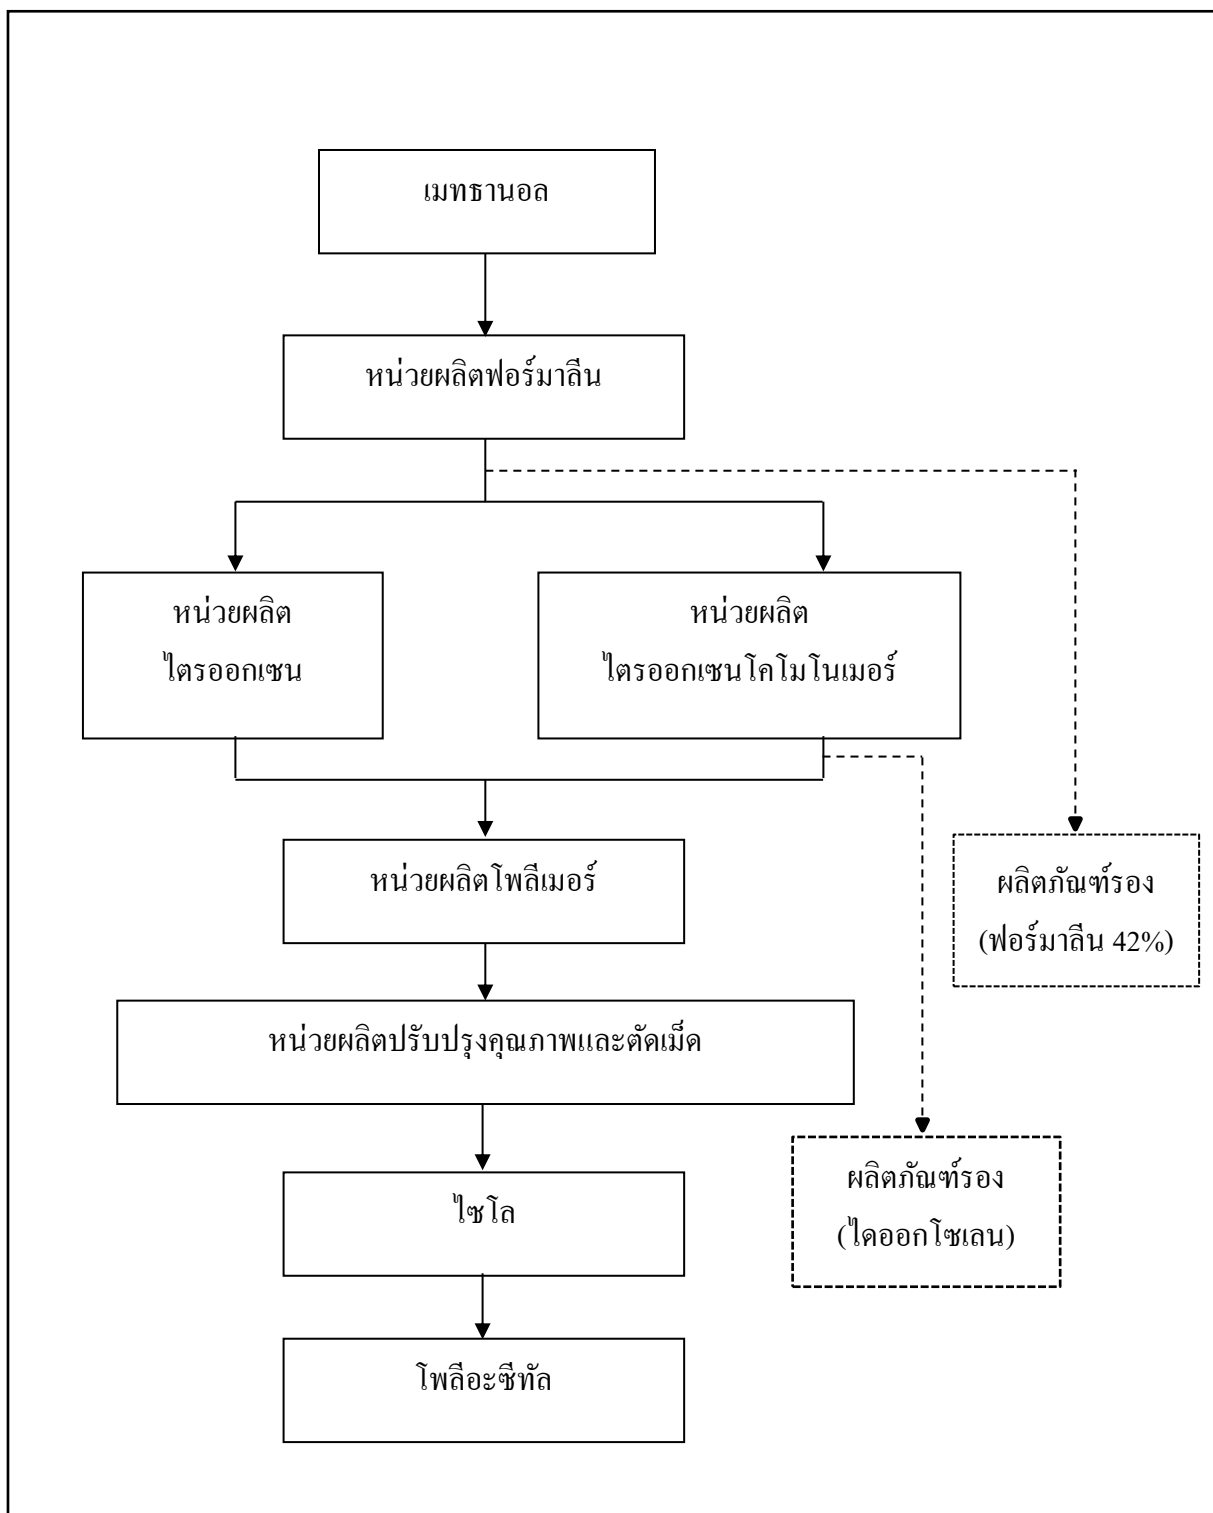 เมทธานอล
หน่วยผลิตฟอร์มาลีน
หน่วยผลิต
ไตรออกเซน
หน่วยผลิต
ไตรออกเซนโคโมโนเมอร์
หน่วยผลิตโพลีเมอร์
ผลิตภัณฑ์รอง
(ฟอร์มาลีน 42%)
หน่วยผลิตปรับปรุงคุณภาพและตัดเม็ด
ผลิตภัณฑ์รอง
(ไดออกโซเลน)
ไซโล
โพลีอะซีทัล